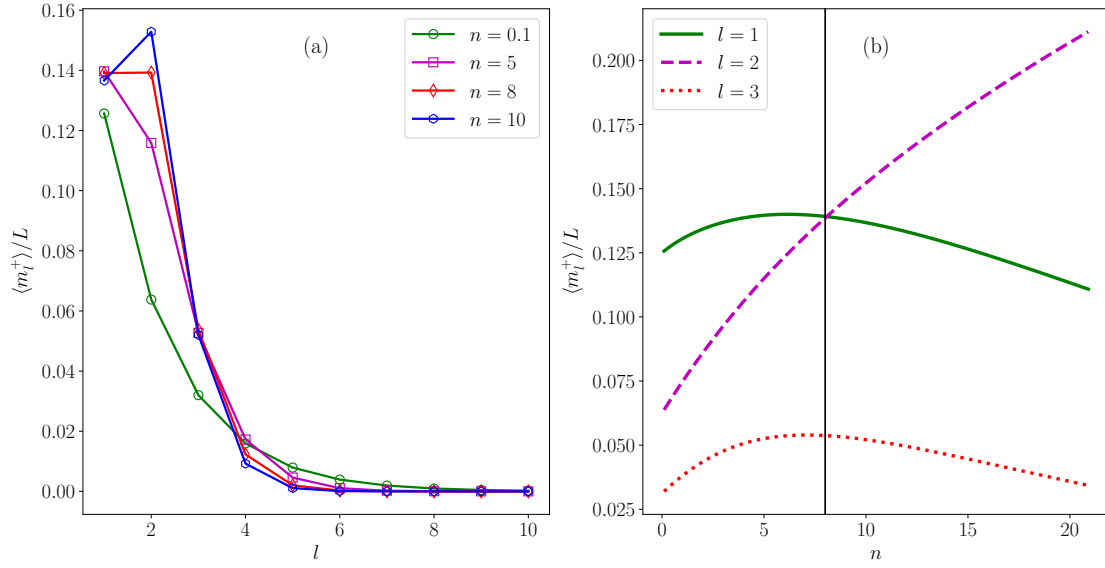 (a)
n = 0.1
n = 5
n = 8
n = 10
0.16
0.14
0.12
0.10
0.08
0.06
0.04
0.02
0.00
⟨m_l^+⟩/L
2 4 6 8 10
l
(b)
l = 1
l = 2
l = 3
0.200
0.175
0.150
0.125
0.100
0.075
0.050
0.025
⟨m_l^+⟩/L
0 5 10 15 20
n